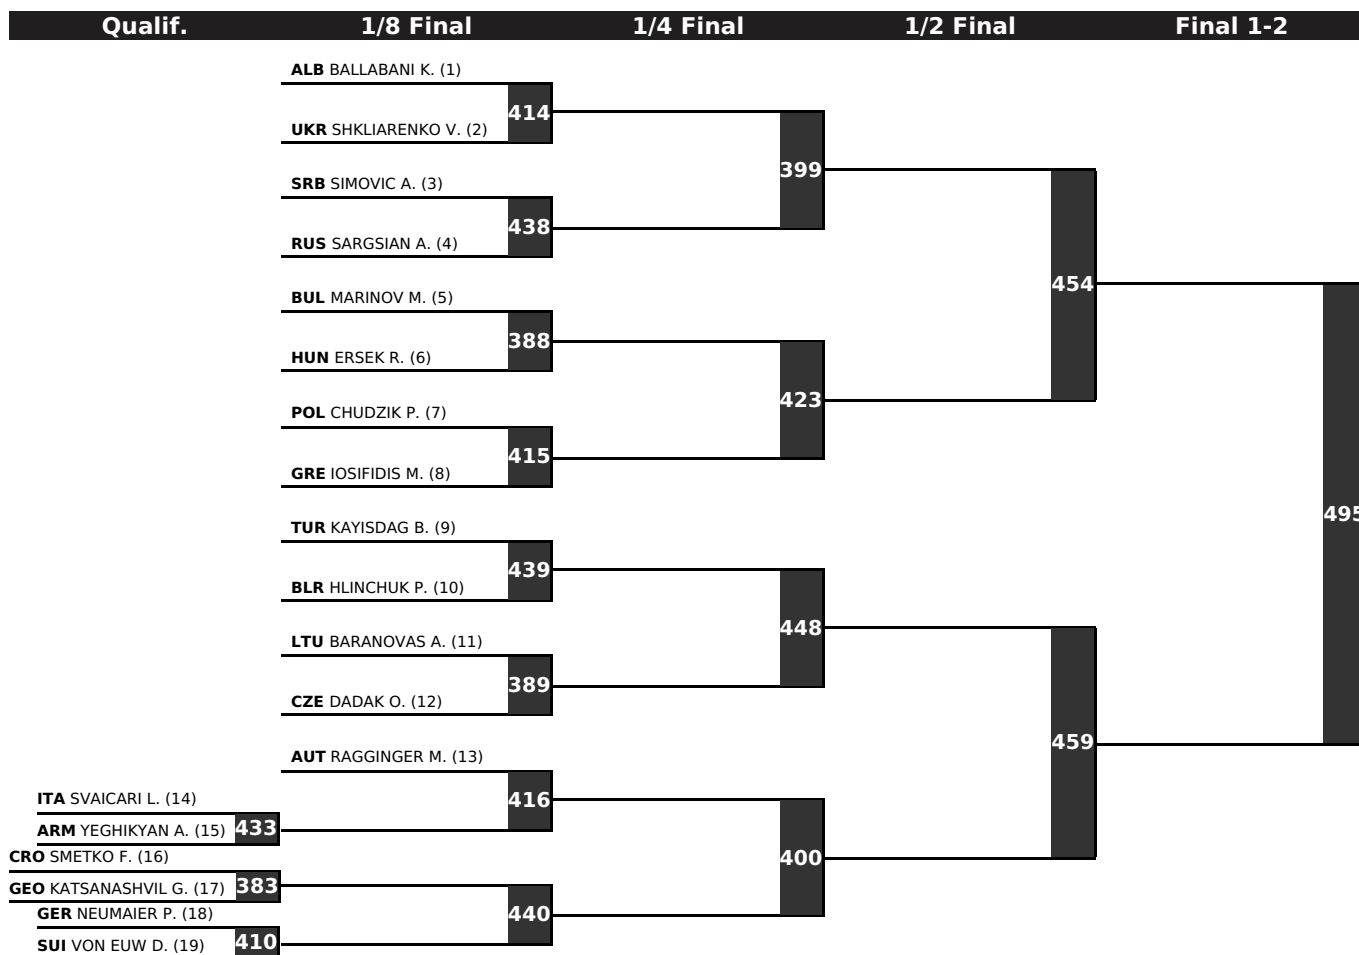 Qualif. 1/8 Final 1/4 Final 1/2 Final Final 1-2
ALB BALLABANI K. (1)
414
UKR SHKLIARENKO V. (2)
399
SRB SIMOVIC A. (3)
438
RUS SARGSIAN A. (4)
454
BUL MARINOV M. (5)
388
HUN ERSEK R. (6)
423
POL CHUDZIK P. (7)
415
GRE IOSIFIDIS M. (8)
495
TUR KAYISDAG B. (9)
439
BLR HLINCHUK P. (10)
448
LTU BARANOVAS A. (11)
389
CZE DADAK O. (12)
459
AUT RAGGINGER M. (13)
ITA SVAICARI L. (14)
416
ARM YEGHIKYAN A. (15) 433
CRO SMETKO F. (16)
400
GEO KATSANASHVIL G. (17) 383
GER NEUMAIER P. (18)
440
SUI VON EUW D. (19) 410